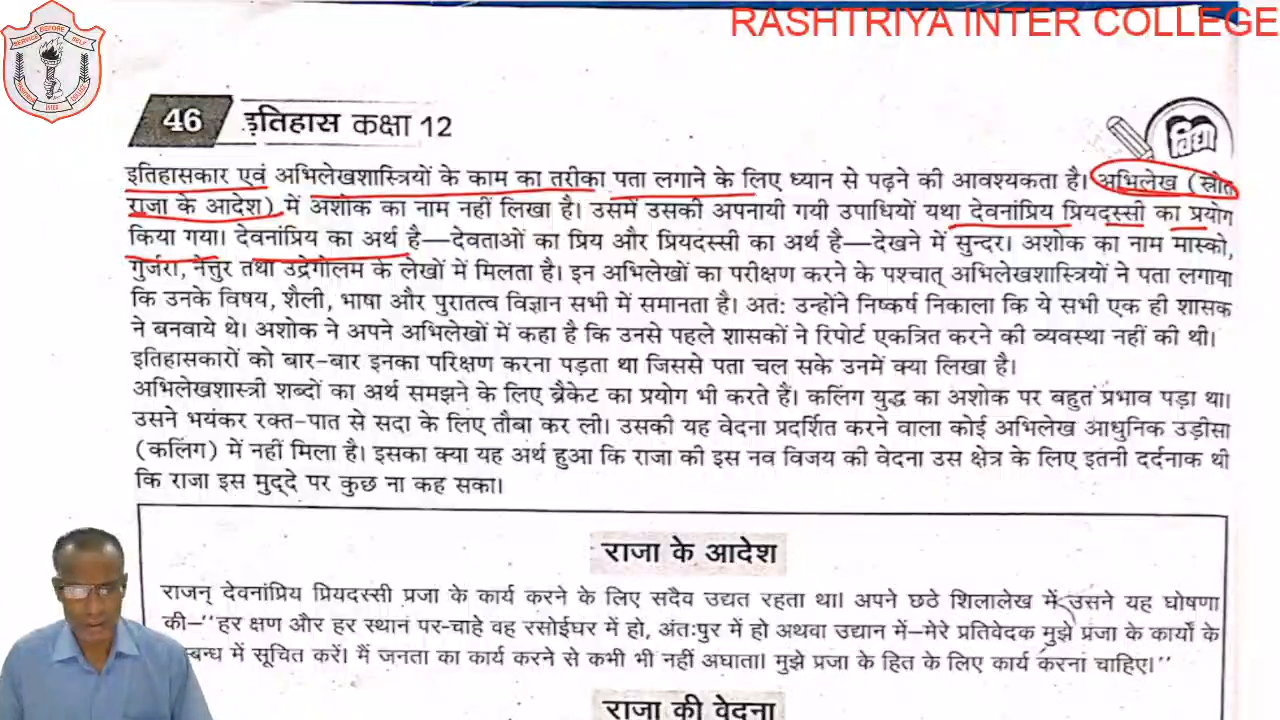 RASHTRIYA INTER COLLEGE
46 इतिहास कक्षा 12
विद्या
इतिहासकार एवं अभिलेखशास्त्रियों के काम का तरीका पता लगाने के लिए ध्यान से पढ़ने की आवश्यकता है। अभिलेख (स्रोत
राजा के आदेश) में अशोक का नाम नहीं लिखा है। उसमें उसकी अपनायी गयी उपाधियों यथा देवनांप्रिय प्रियदस्सी का प्रयोग
किया गया। देवनांप्रिय का अर्थ है—देवताओं का प्रिय और प्रियदस्सी का अर्थ है—देखने में सुन्दर। अशोक का नाम मास्को,
गुर्जरा, नेत्तुर तथा उद्रेगोलम के लेखों में मिलता है। इन अभिलेखों का परीक्षण करने के पश्चात् अभिलेखशास्त्रियों ने पता लगाया
कि उनके विषय, शैली, भाषा और पुरातत्व विज्ञान सभी में समानता है। अतः उन्होंने निष्कर्ष निकाला कि ये सभी एक ही शासक
ने बनवाये थे। अशोक ने अपने अभिलेखों में कहा है कि उनसे पहले शासकों ने रिपोर्ट एकत्रित करने की व्यवस्था नहीं की थी।
इतिहासकारों को बार-बार इनका परिक्षण करना पड़ता था जिससे पता चल सके उनमें क्या लिखा है।
अभिलेखशास्त्री शब्दों का अर्थ समझने के लिए ब्रैकेट का प्रयोग भी करते हैं। कलिंग युद्ध का अशोक पर बहुत प्रभाव पड़ा था।
उसने भयंकर रक्त-पात से सदा के लिए तौबा कर ली। उसकी यह वेदना प्रदर्शित करने वाला कोई अभिलेख आधुनिक उड़ीसा
(कलिंग) में नहीं मिला है। इसका क्या यह अर्थ हुआ कि राजा की इस नव विजय की वेदना उस क्षेत्र के लिए इतनी दर्दनाक थी
कि राजा इस मुद्दे पर कुछ ना कह सका।
राजा के आदेश
राजन् देवनांप्रिय प्रियदस्सी प्रजा के कार्य करने के लिए सदैव उद्यत रहता था। अपने छठे शिलालेख में उसने यह घोषणा
की—"हर क्षण और हर स्थान पर-चाहे वह रसोईघर में हो, अंतःपुर में हो अथवा उद्यान में—मेरे प्रतिवेदक मुझे प्रजा के कार्यों के
में सूचित करें। मैं जनता का कार्य करने से कभी भी नहीं अघाता। मुझे प्रजा के हित के लिए कार्य करना चाहिए।"
राजा की वेदना